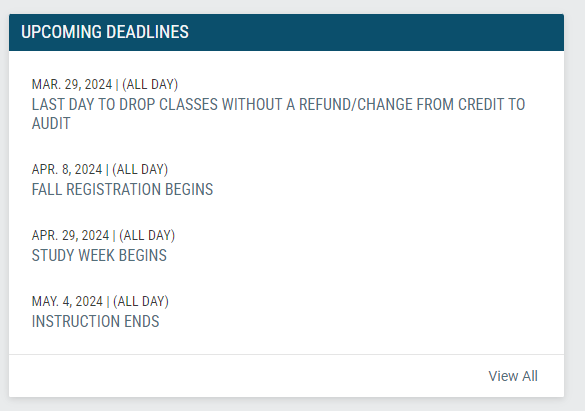 UPCOMING DEADLINES
MAR. 29, 2024 | (ALL DAY)
LAST DAY TO DROP CLASSES WITHOUT A REFUND/CHANGE FROM CREDIT TO
AUDIT
APR. 8, 2024 | (ALL DAY)
FALL REGISTRATION BEGINS
APR. 29, 2024 | (ALL DAY)
STUDY WEEK BEGINS
MAY. 4, 2024 | (ALL DAY)
INSTRUCTION ENDS
View All